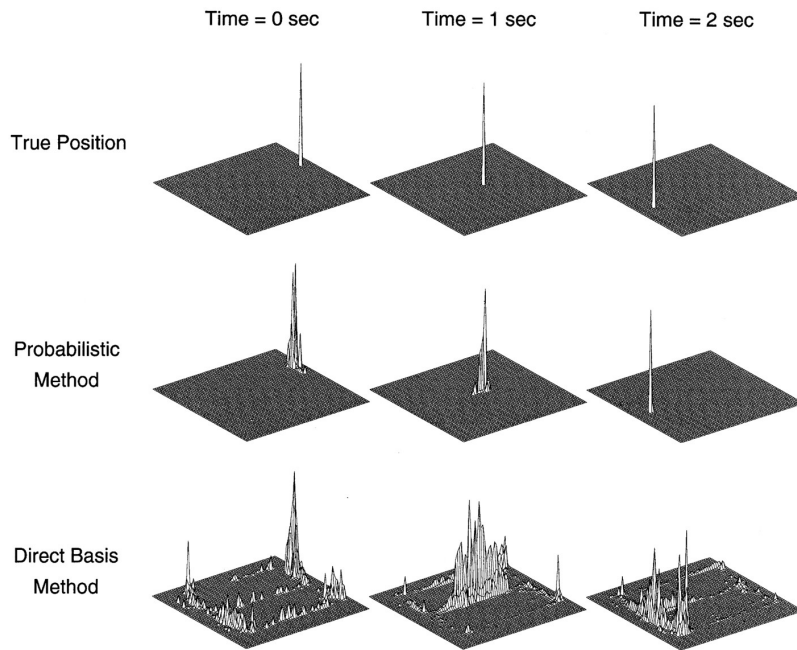 Time = 0 sec
Time = 1 sec
Time = 2 sec
True Position
Probabilistic
Method
Direct Basis
Method